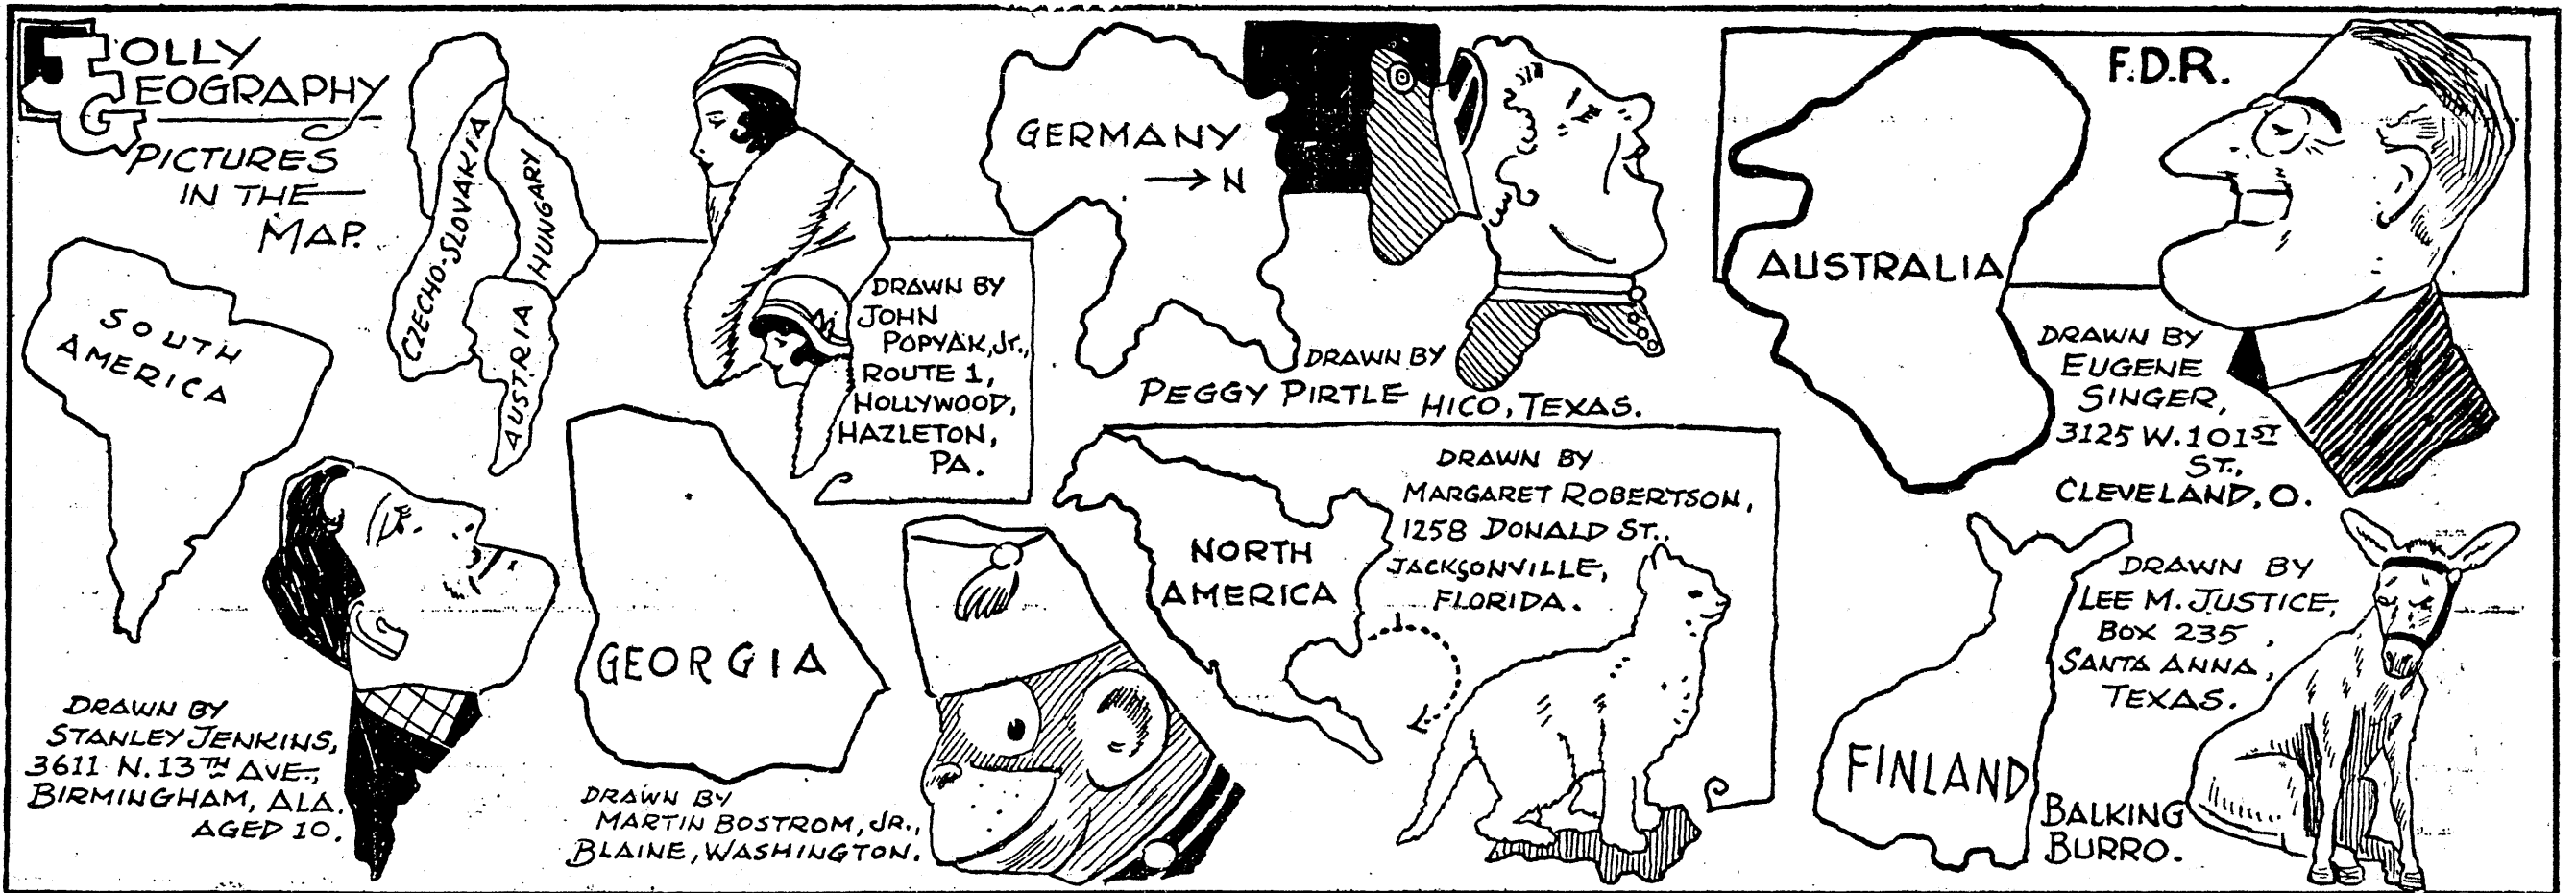 JOLLY
GEOGRAPHY
PICTURES
IN THE
MAP.
SOUTH
AMERICA
DRAWN BY
STANLEY JENKINS,
3611 N. 13TH AVE.,
BIRMINGHAM, ALA.
AGED 10.
CZECHO-SLOVAKIA
HUNGARY
AUSTRIA
DRAWN BY
JOHN
POPYAK, Jr.,
ROUTE 1,
HOLLYWOOD,
HAZLETON,
PA.
GEORGIA
DRAWN BY
MARTIN BOSTROM, JR.,
BLAINE, WASHINGTON.
GERMANY
→ N
DRAWN BY
PEGGY PIRTLE HICO, TEXAS.
NORTH
AMERICA
DRAWN BY
MARGARET ROBERTSON,
1258 DONALD ST.,
JACKSONVILLE,
FLORIDA.
F.D.R.
AUSTRALIA
DRAWN BY
EUGENE
SINGER,
3125 W. 101ST
ST.,
CLEVELAND, O.
FINLAND
DRAWN BY
LEE M. JUSTICE,
BOX 235,
SANTA ANNA,
TEXAS.
BALKING
BURRO.